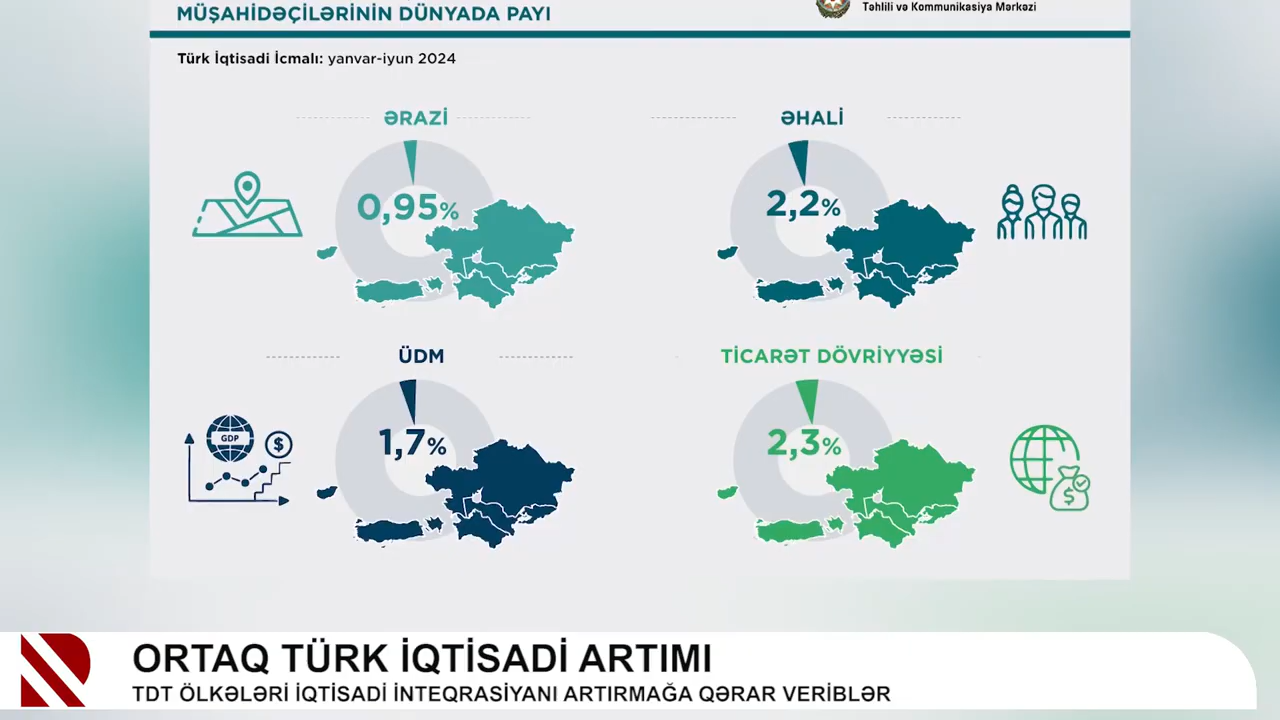 MÜŞAHİDƏÇİLƏRİNİN DÜNYADA PAYI
Təhlili və Kommunikasiya Mərkəzi
Türk İqtisadi İcmalı: yanvar-iyun 2024
ƏRAZİ
0,95%
ƏHALİ
2,2%
ÜDM
GDP
$
1,7%
TİCARƏT DÖVRİYYƏSİ
2,3%
$
ORTAQ TÜRK İQTİSADİ ARTIMI
TDT ÖLKƏLƏRİ İQTİSADİ İNTEQRASİYANI ARTIRMAĞA QƏRAR VERİBLƏR